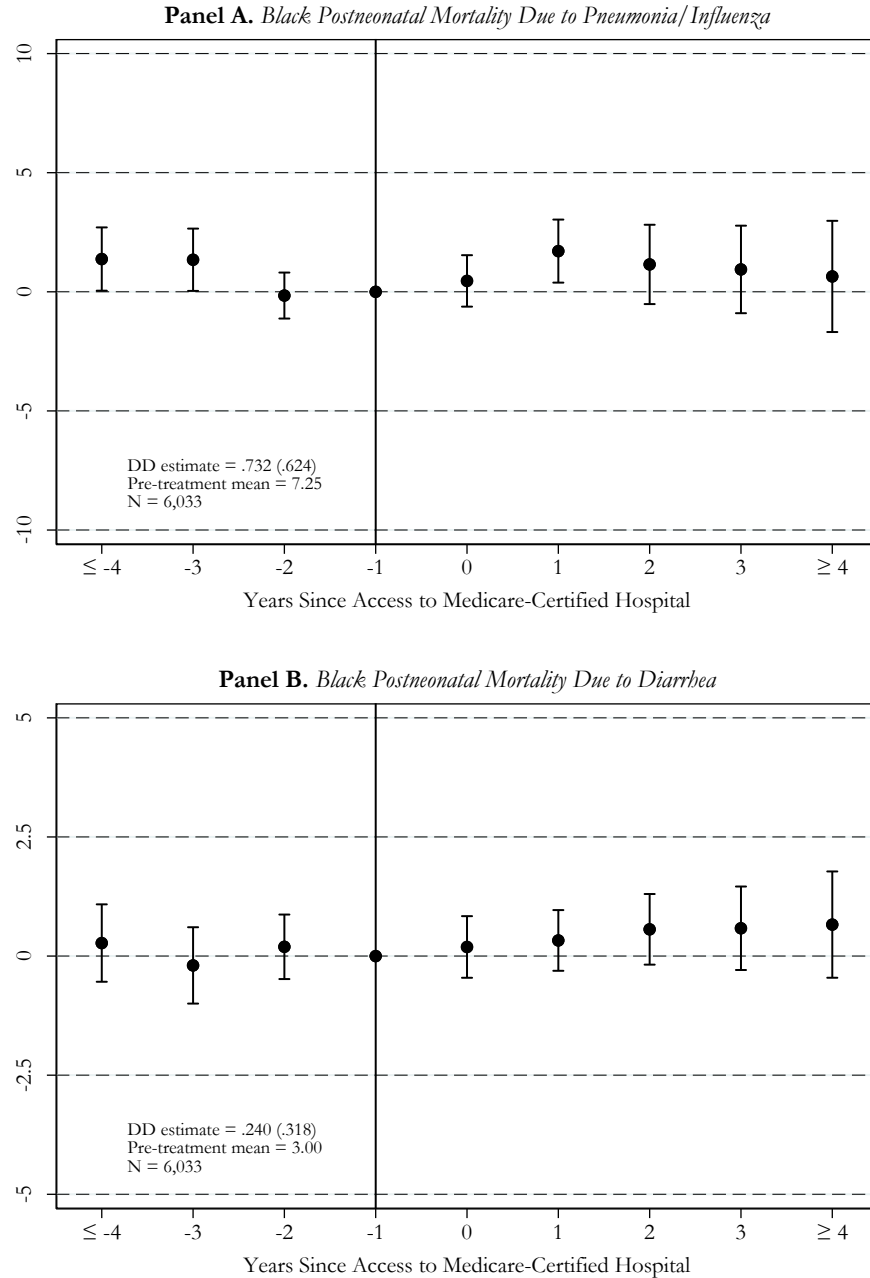 Panel A. Black Postneonatal Mortality Due to Pneumonia/Influenza
10
5
0
-5
-10
DD estimate = .732 (.624)
Pre-treatment mean = 7.25
N = 6,033
≤ -4 -3 -2 -1 0 1 2 3 ≥ 4
Years Since Access to Medicare-Certified Hospital
Panel B. Black Postneonatal Mortality Due to Diarrhea
5
2.5
0
-2.5
-5
DD estimate = .240 (.318)
Pre-treatment mean = 3.00
N = 6,033
≤ -4 -3 -2 -1 0 1 2 3 ≥ 4
Years Since Access to Medicare-Certified Hospital